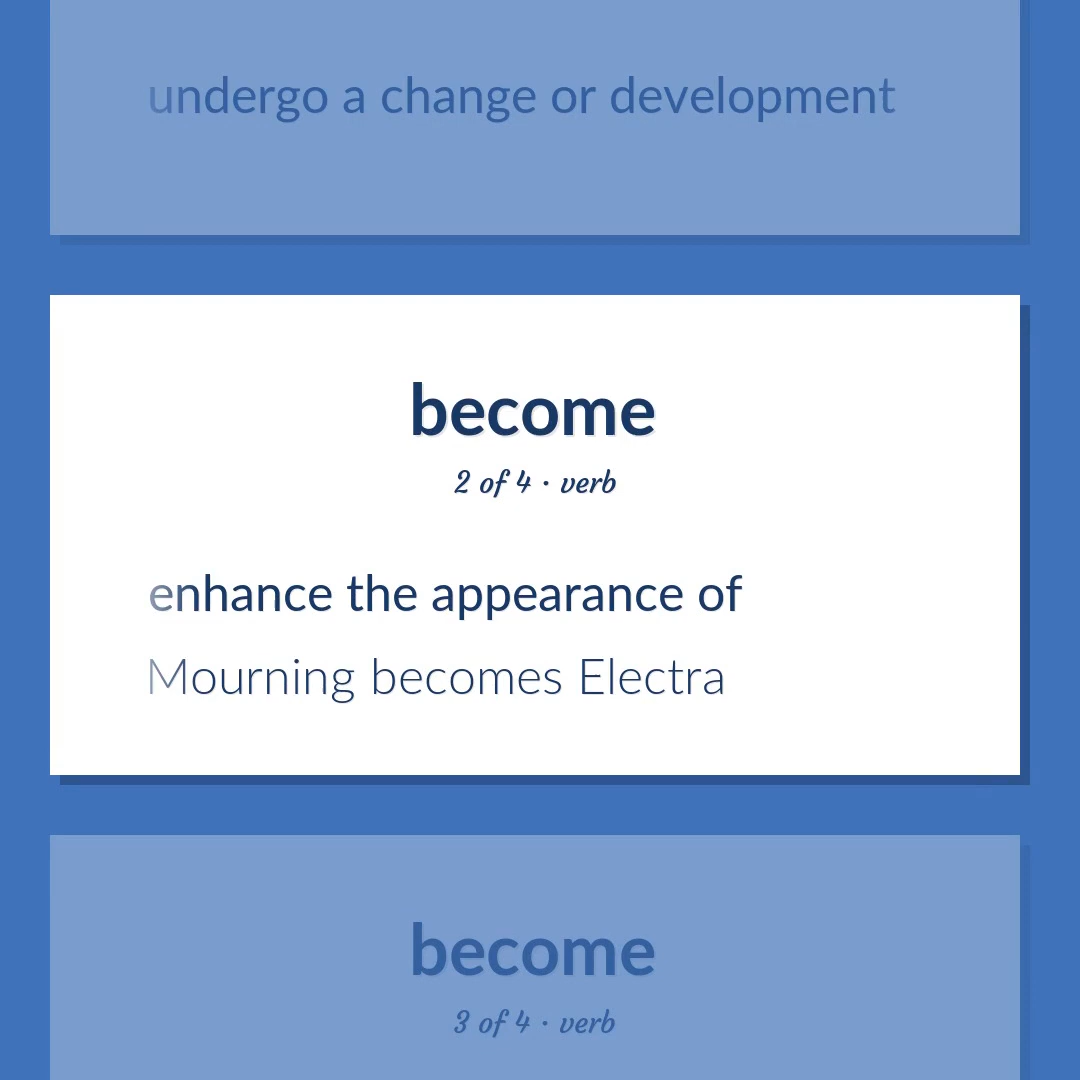 undergo a change or development
become
2 of 4 · verb
enhance the appearance of
Mourning becomes Electra
become
3 of 4 · verb